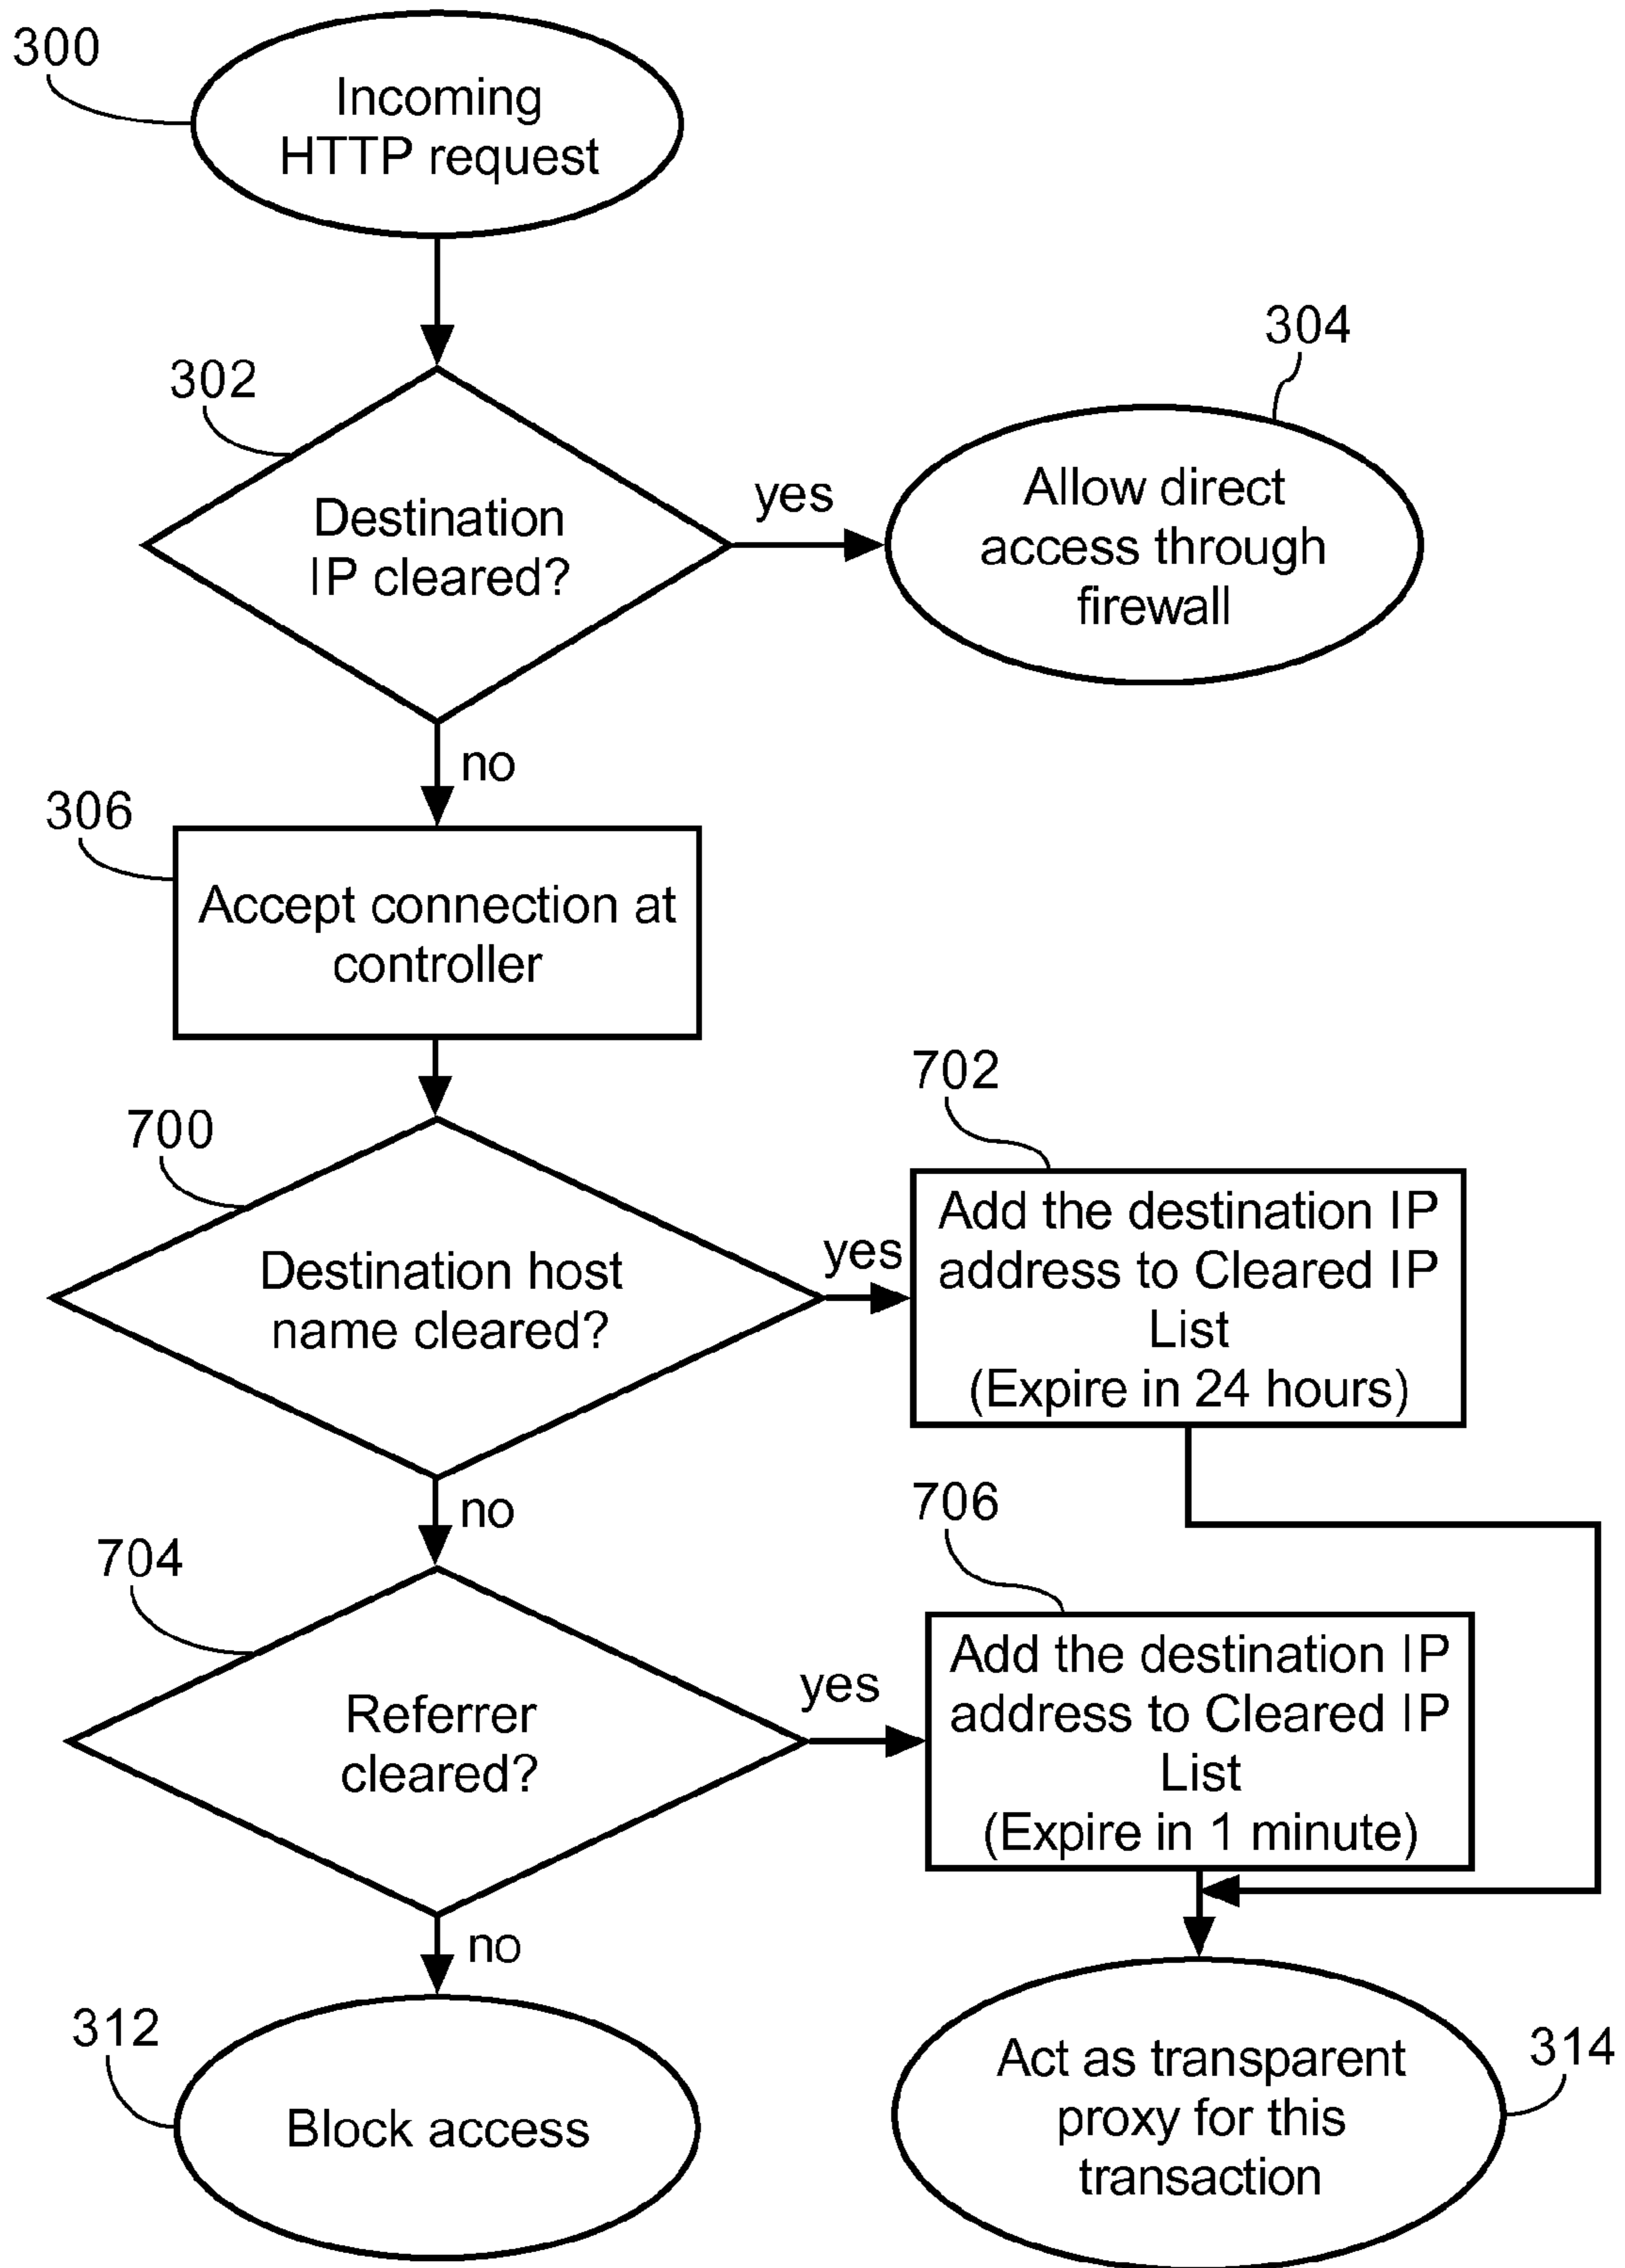 300
Incoming
HTTP request
302
Destination
IP cleared?
yes
304
Allow direct
access through
firewall
no
306
Accept connection at
controller
700
Destination host
name cleared?
yes
702
Add the destination IP
address to Cleared IP
List
(Expire in 24 hours)
no
704
Referrer
cleared?
yes
706
Add the destination IP
address to Cleared IP
List
(Expire in 1 minute)
no
312
Block access
Act as transparent
proxy for this
transaction
314